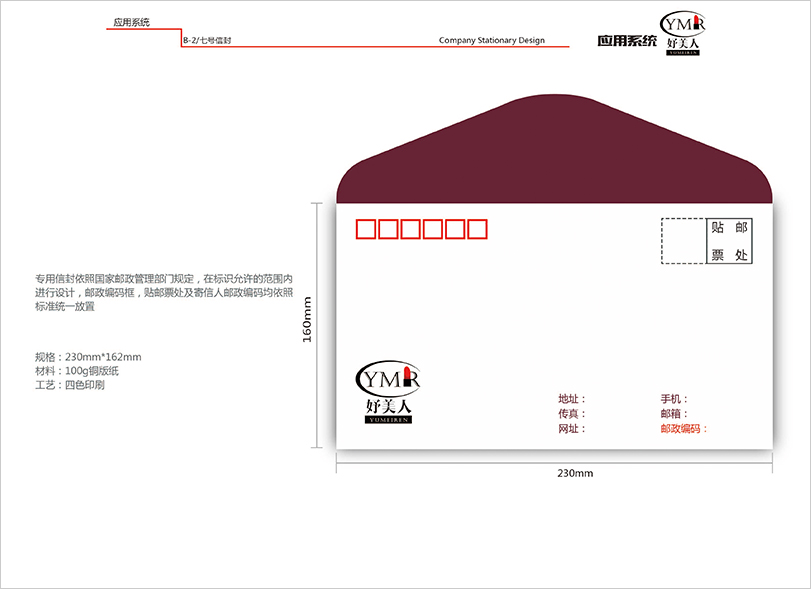 应用系统
B-2/七号信封
Company Stationary Design
应用系统
YMR
好美人
YUMEIREN
贴 邮
票 处
160mm
专用信封依照国家邮政管理部门规定，在标识允许的范围内
进行设计，邮政编码框，贴邮票处及寄信人邮政编码均依照
标准统一放置
规格：230mm*162mm
材料：100g铜版纸
工艺：四色印刷
YMR
好美人
YUMEIREN
地址：
手机：
传真：
邮箱：
网址：
邮政编码：
230mm